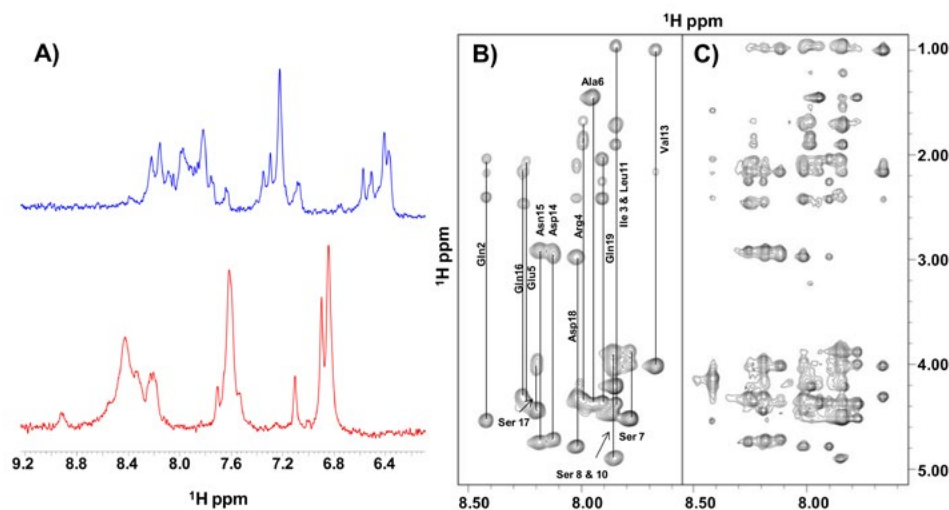 ¹H ppm
A)
B)
C)
1.00
2.00
3.00
4.00
5.00
¹H ppm
Gln2
Gln16
Glu5
Asn15
Asp14
Asp18
Arg4
Ala6
Gln19
Ile 3 & Leu11
Val13
Ser 17
Ser 7
Ser 8 & 10
9.2 8.8 8.4 8.0 7.6 7.2 6.8 6.4
¹H ppm
8.50 8.00
8.50 8.00